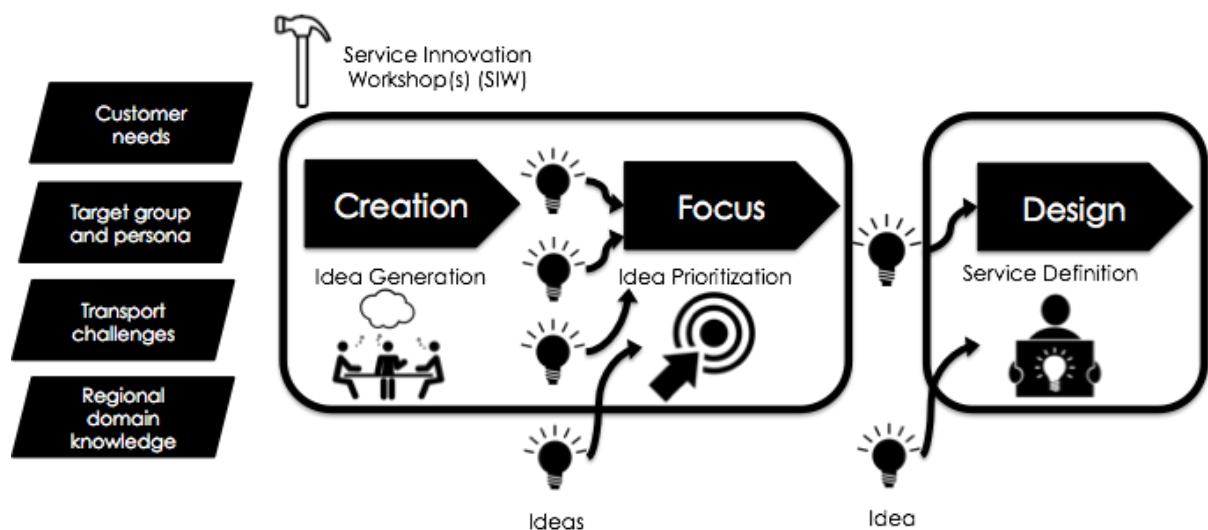 Service Innovation
Workshop(s) (SIW)
Customer
needs
Target group
and persona
Transport
challenges
Regional
domain
knowledge
Creation
Idea Generation
Focus
Idea Prioritization
Design
Service Definition
Ideas
Idea